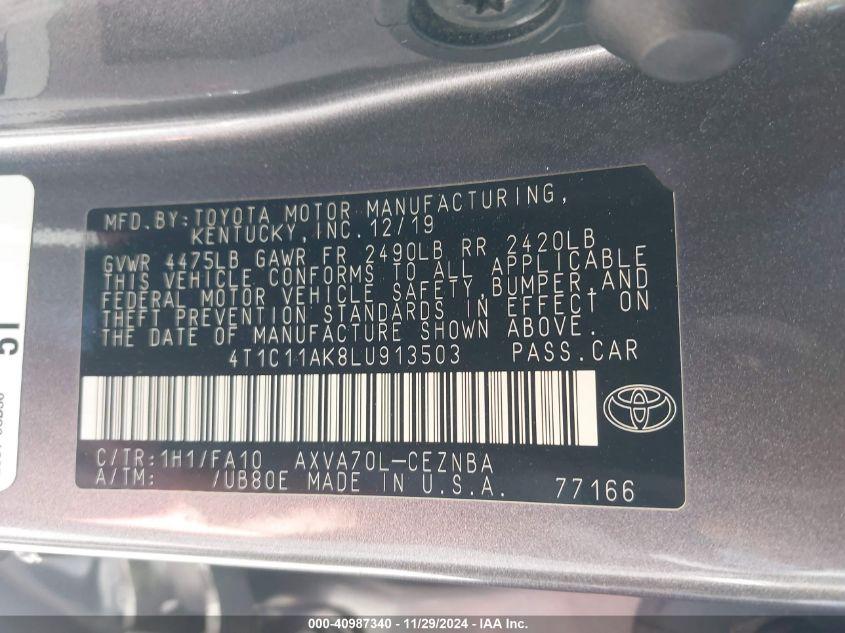 MFD.BY:TOYOTA MOTOR MANUFACTURING,
KENTUCKY,INC.12/19
GVWR 4475LB GAWR FR 2490LB RR 2420LB
THIS VEHICLE CONFORMS TO ALL APPLICABLE
FEDERAL MOTOR VEHICLE SAFETY,BUMPER,AND
THEFT PREVENTION STANDARDS IN EFFECT ON
THE DATE OF MANUFACTURE SHOWN ABOVE.
4T1C11AK8LU913503 PASS.CAR
C/TR:1H1/FA10 AXVA70L-CEZNBA
A/TM: /UB80E MADE IN U.S.A. 77166
000-40987340 - 11/29/2024 - IAA Inc.